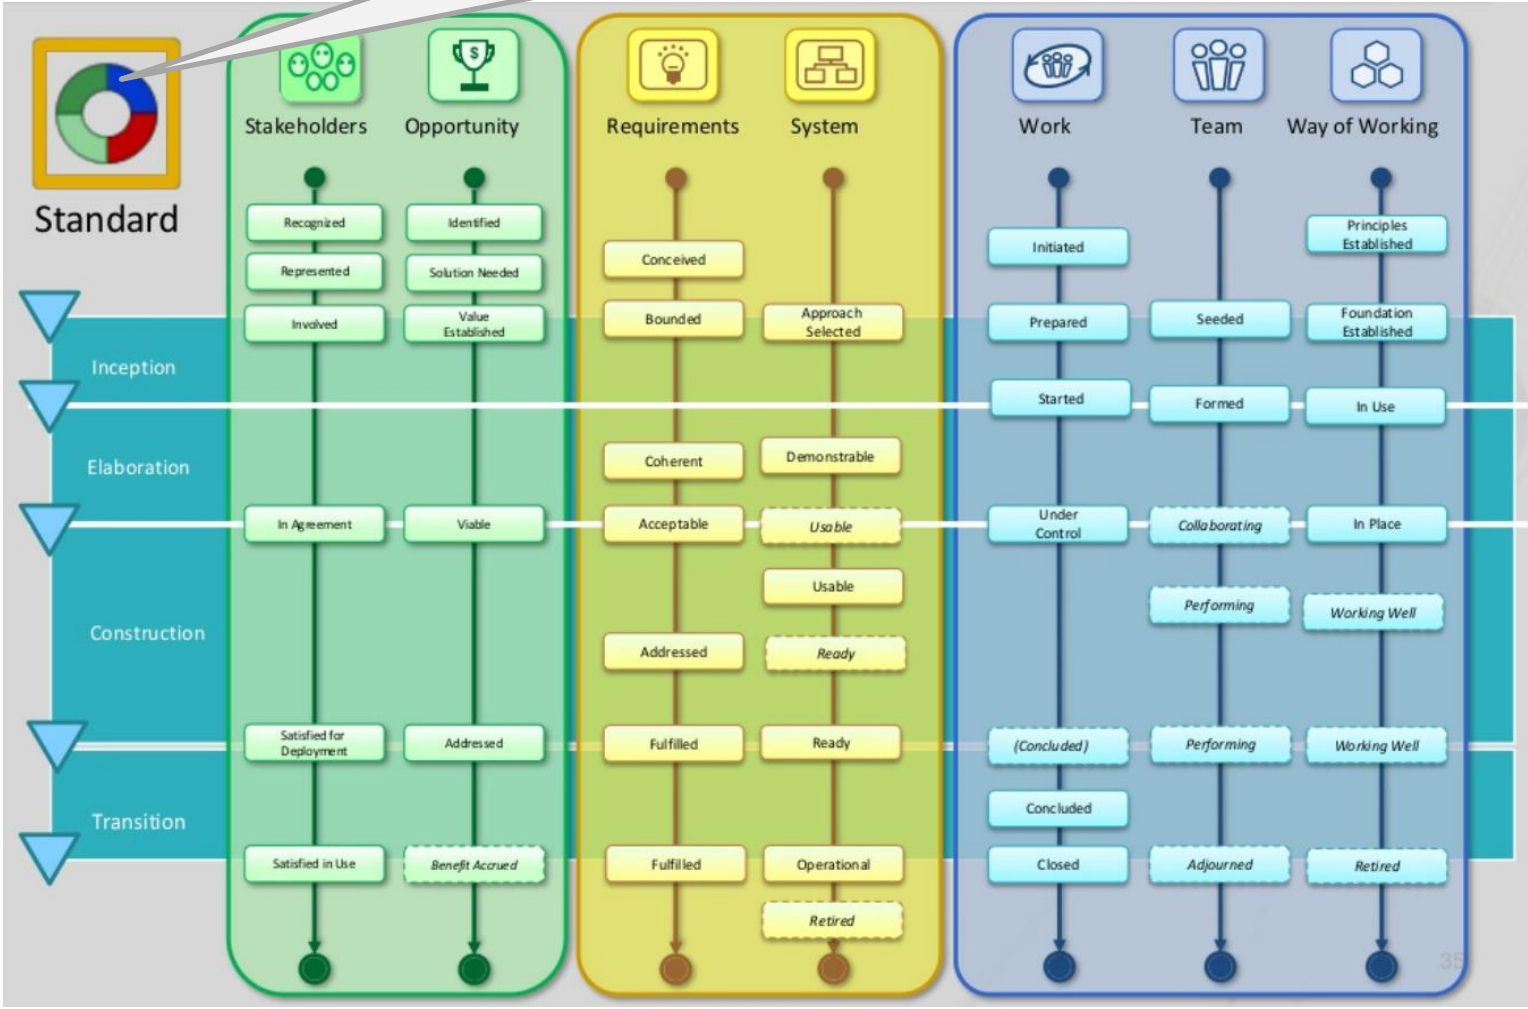 Standard
Stakeholders
Opportunity
Requirements
System
Work
Team
Way of Working
$
Recognized
Represented
Involved
In Agreement
Satisfied for
Deployment
Satisfied in Use
Identified
Solution Needed
Value
Established
Viable
Addressed
Benefit Accrued
Conceived
Bounded
Coherent
Acceptable
Addressed
Fulfilled
Fulfilled
Approach
Selected
Demonstrable
Usable
Usable
Ready
Ready
Operational
Retired
Initiated
Prepared
Started
Under
Control
(Concluded)
Concluded
Closed
Seeded
Formed
Collaborating
Performing
Performing
Adjourned
Principles
Established
Foundation
Established
In Use
In Place
Working Well
Working Well
Retired
Inception
Elaboration
Construction
Transition
35